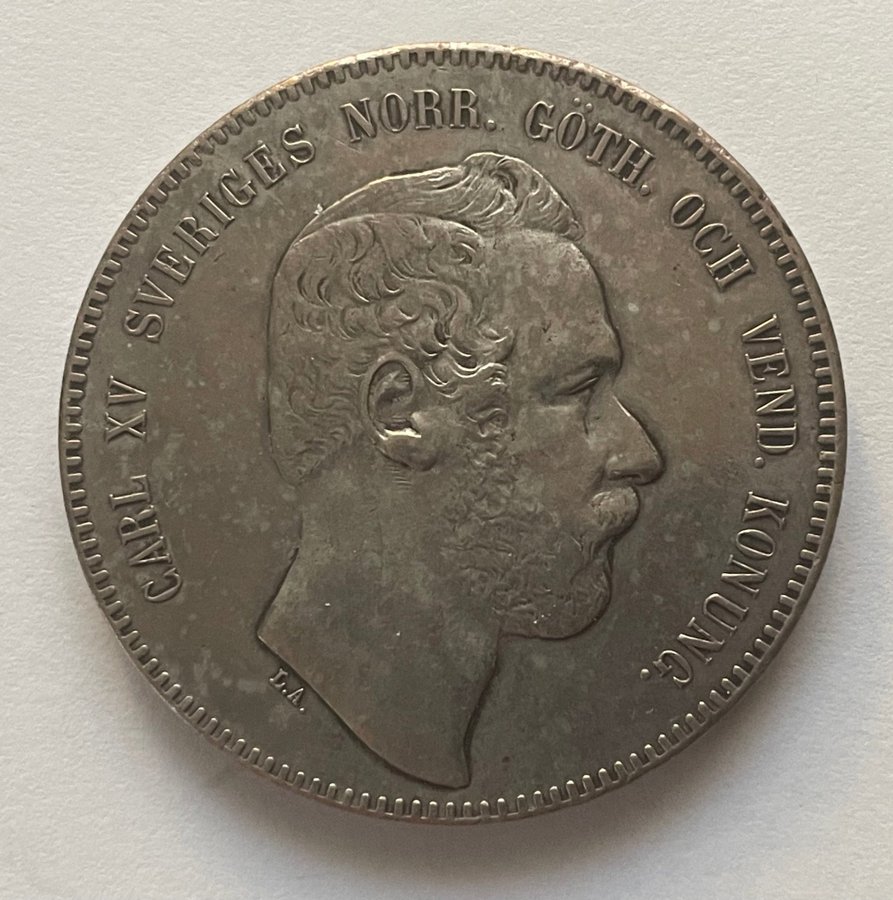 CARL XV SVERIGES NORR. GÖTH. OCH VEND. KONUNG.
L.A.